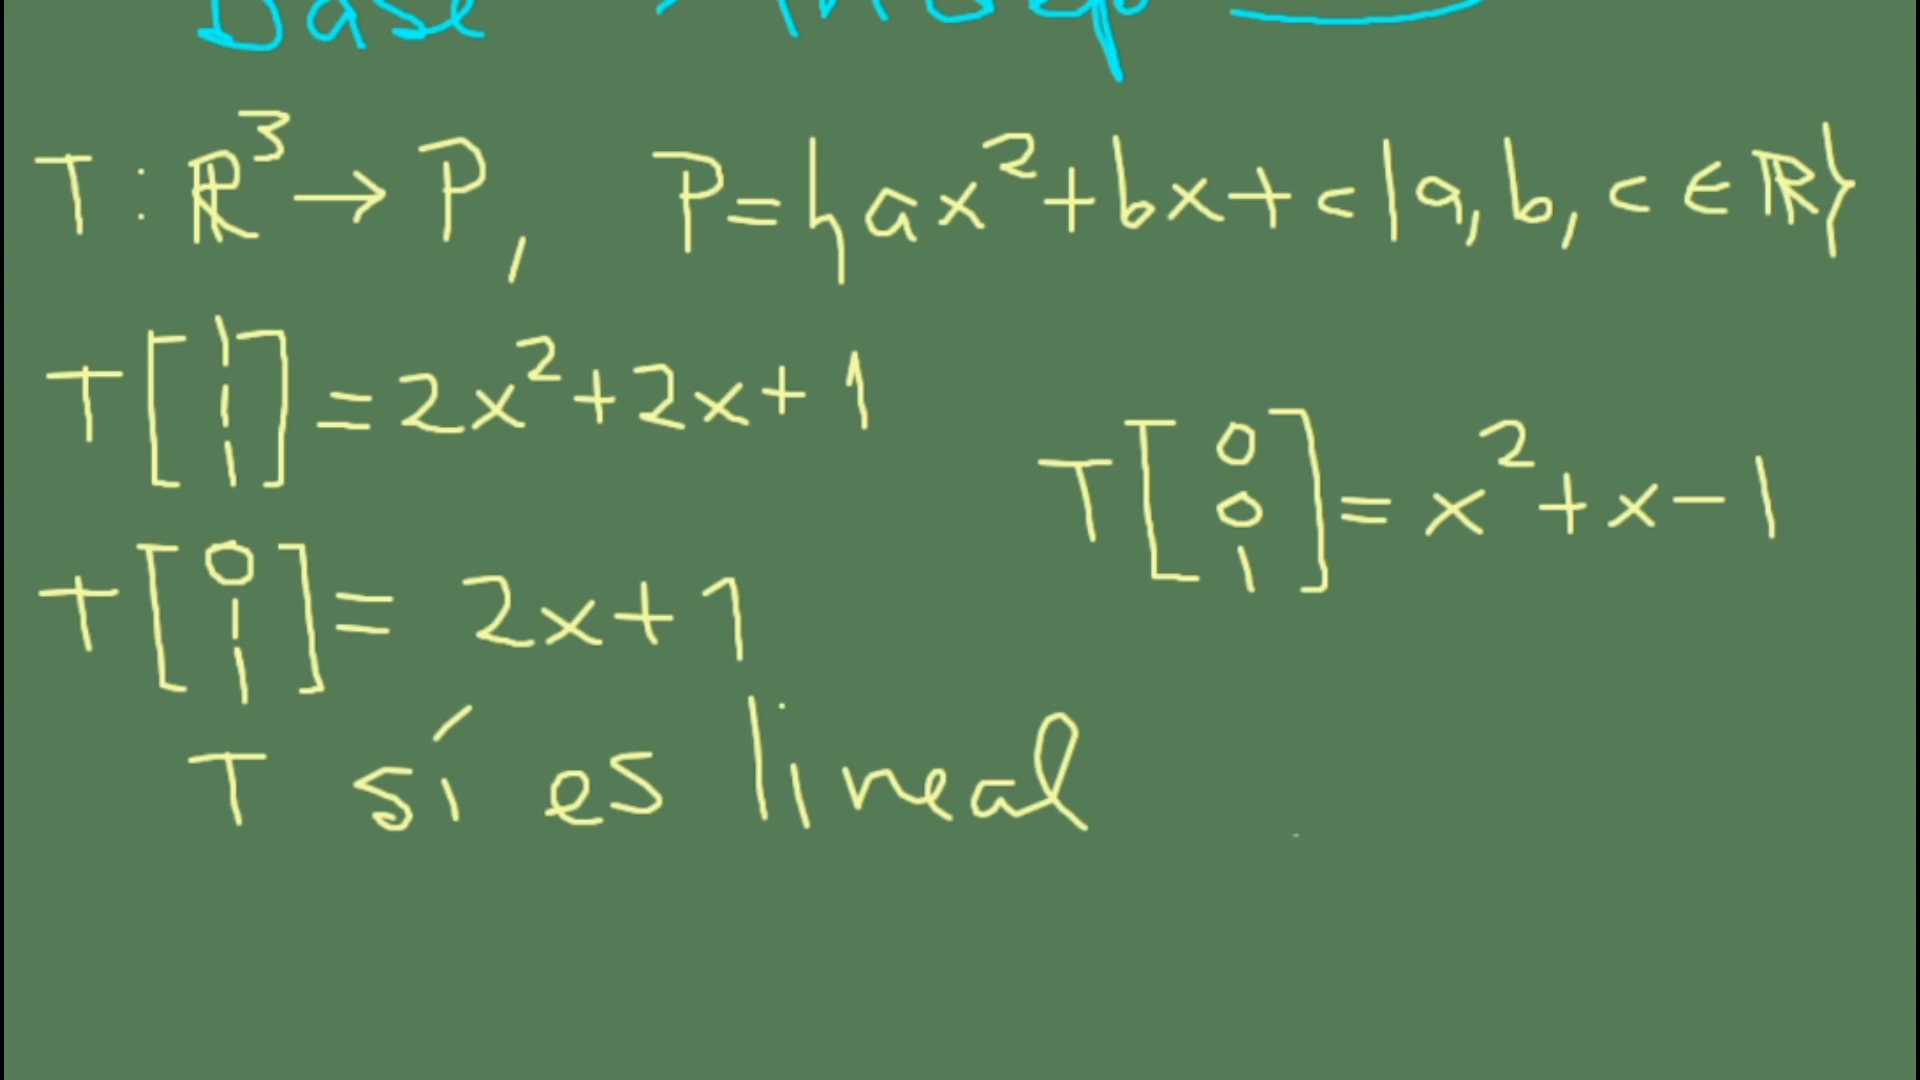 Base
T : ℝ³ → P, P = {ax² + bx + c | a, b, c ∈ ℝ}
T [1 1 1] = 2x² + 2x + 1
T [0 0 1] = x² + x − 1
T [0 1 1] = 2x + 1
T sí es lineal